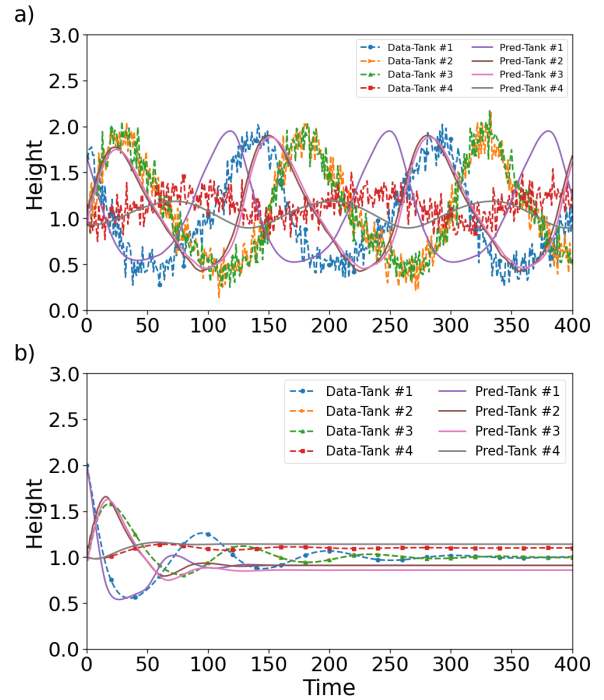 a)
3.0
2.5
2.0
1.5
1.0
0.5
0.0
Height
Data-Tank #1
Data-Tank #2
Data-Tank #3
Data-Tank #4
Pred-Tank #1
Pred-Tank #2
Pred-Tank #3
Pred-Tank #4
0 50 100 150 200 250 300 350 400
b)
3.0
2.5
2.0
1.5
1.0
0.5
0.0
Height
Data-Tank #1
Data-Tank #2
Data-Tank #3
Data-Tank #4
Pred-Tank #1
Pred-Tank #2
Pred-Tank #3
Pred-Tank #4
0 50 100 150 200 250 300 350 400
Time